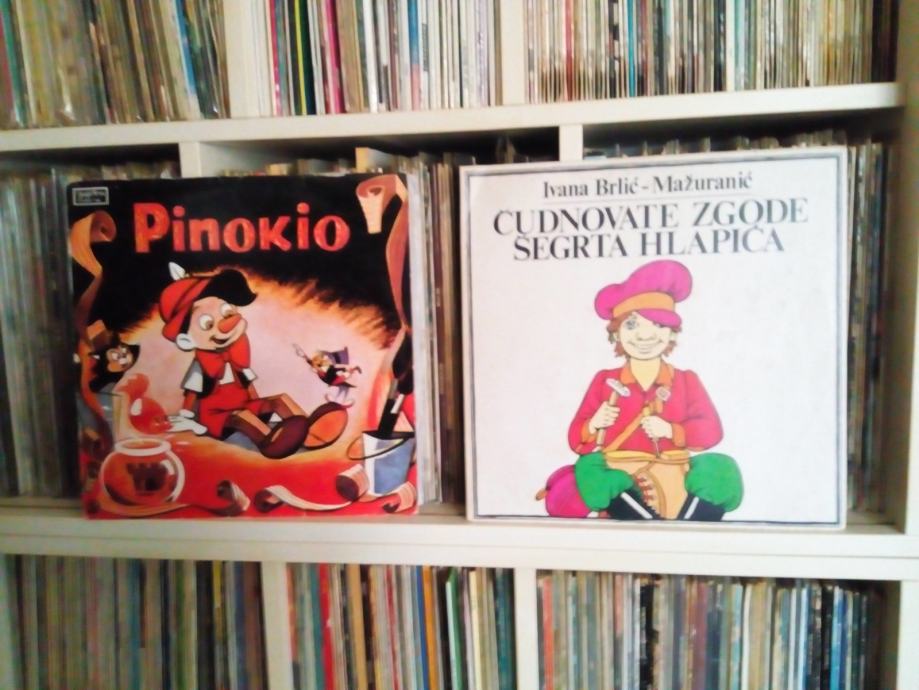 Pinokio
Ivana Brlić-Mažuranić
ČUDNOVATE ZGODE
ŠEGRTA HLAPIĆA